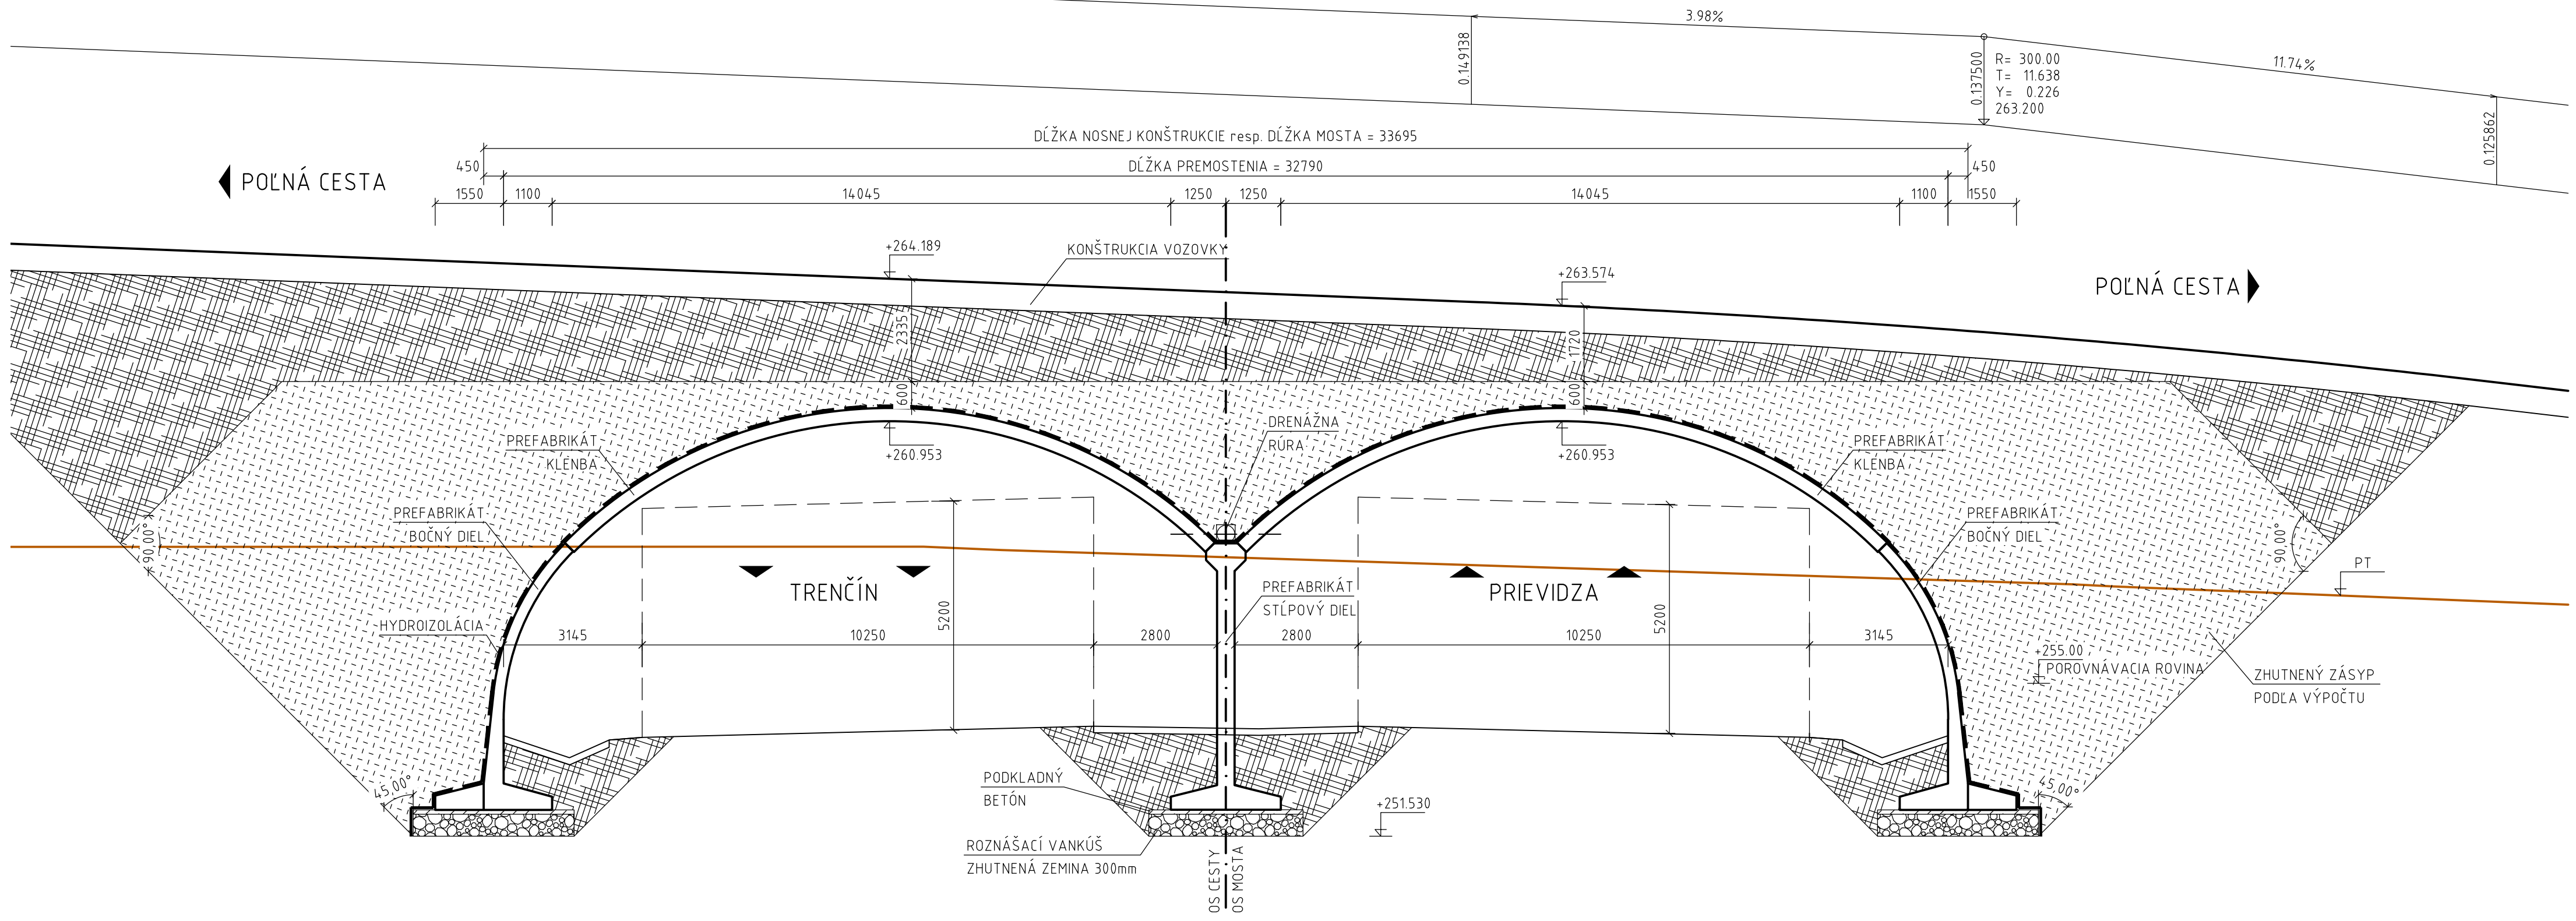 3.98%
0.149138
0.137500
R= 300.00
T= 11.638
Y= 0.226
263.200
11.74%
0.125862
DĹŽKA NOSNEJ KONŠTRUKCIE resp. DĹŽKA MOSTA = 33695
450
DĹŽKA PREMOSTENIA = 32790
450
POĽNÁ CESTA
1550
1100
14045
1250
1250
14045
1100
1550
+264.189
KONŠTRUKCIA VOZOVKY
+263.574
POĽNÁ CESTA
2335
1720
600
600
PREFABRIKÁT
KLENBA
+260.953
DRENÁŽNA
RÚRA
+260.953
PREFABRIKÁT
KLENBA
PREFABRIKÁT
BOČNÝ DIEL
PREFABRIKÁT
BOČNÝ DIEL
90.00°
90.00°
TRENČÍN
PREFABRIKÁT
STĹPOVÝ DIEL
PRIEVIDZA
PT
HYDROIZOLÁCIA
5200
5200
3145
10250
2800
2800
10250
3145
+255.00
POROVNÁVACIA ROVINA
ZHUTNENÝ ZÁSYP
PODĽA VÝPOČTU
45.00°
PODKLADNÝ
BETÓN
+251.530
45.00°
ROZNÁŠACÍ VANKÚŠ
ZHUTNENÁ ZEMINA 300mm
OS CESTY
OS MOSTA